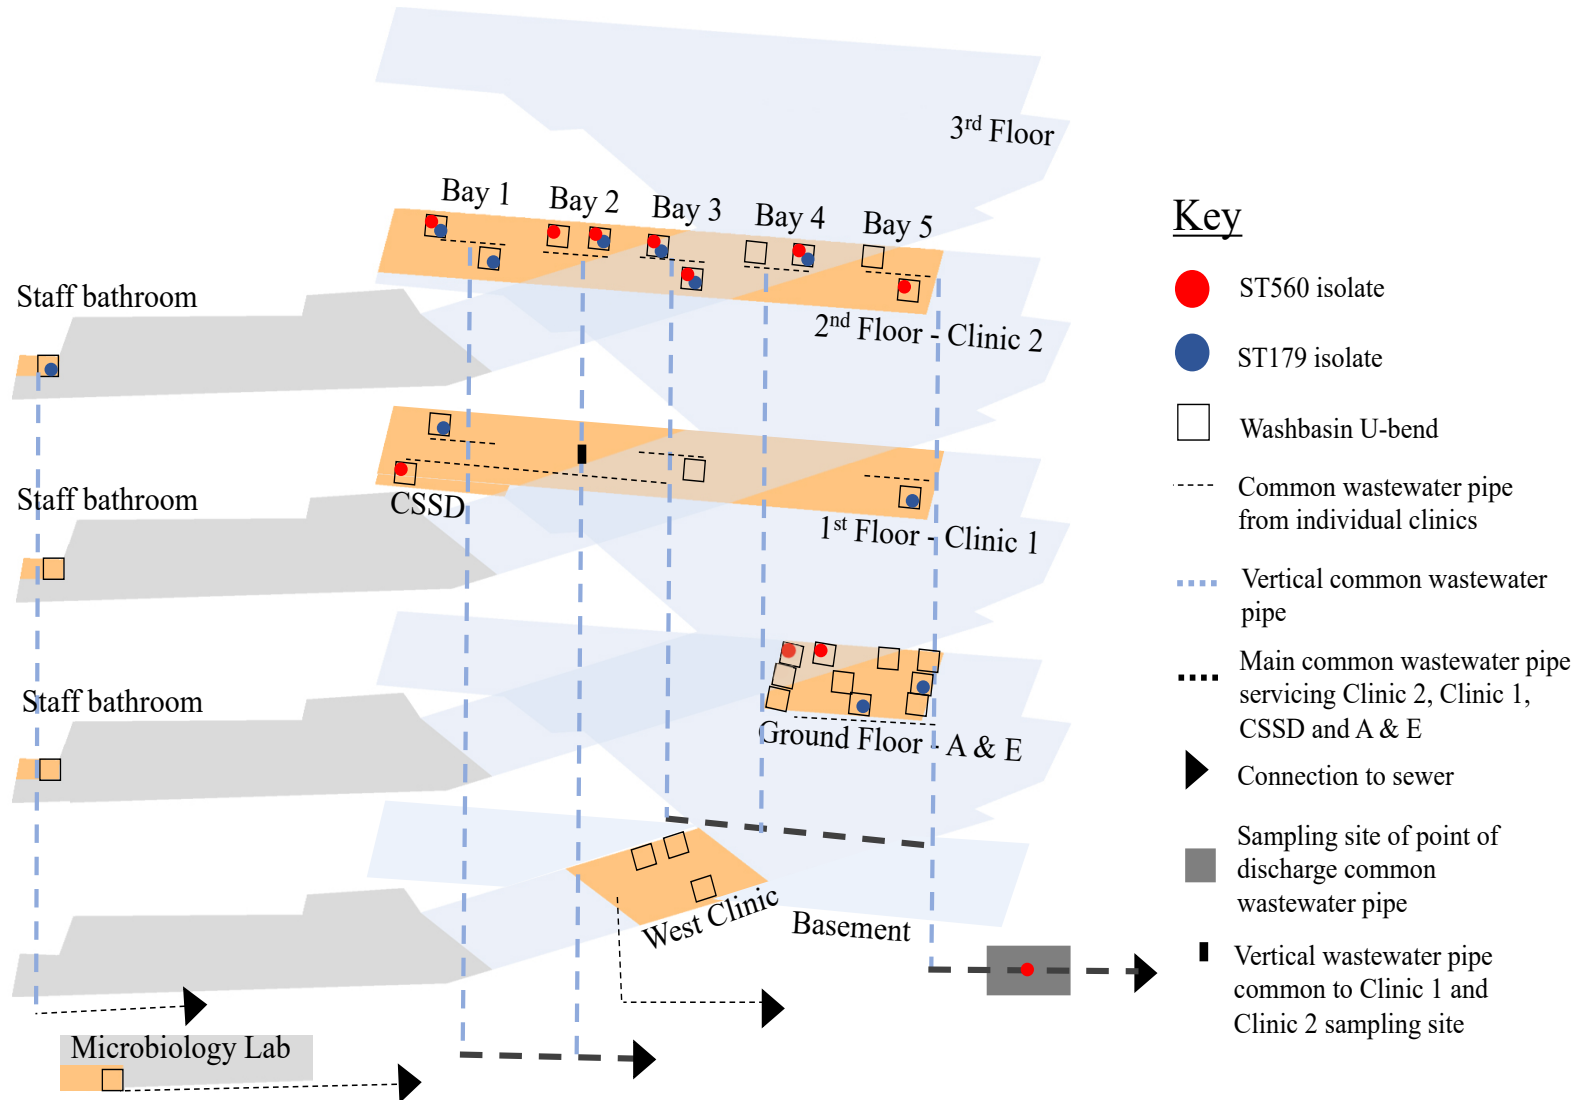 3rd Floor
Bay 1
Bay 2
Bay 3
Bay 4
Bay 5
2nd Floor - Clinic 2
Staff bathroom
CSSD
1st Floor - Clinic 1
Staff bathroom
Ground Floor - A & E
Staff bathroom
West Clinic
Basement
Microbiology Lab
Key
ST560 isolate
ST179 isolate
Washbasin U-bend
Common wastewater pipe
from individual clinics
Vertical common wastewater
pipe
Main common wastewater pipe
servicing Clinic 2, Clinic 1,
CSSD and A & E
Connection to sewer
Sampling site of point of
discharge common
wastewater pipe
Vertical wastewater pipe
common to Clinic 1 and
Clinic 2 sampling site